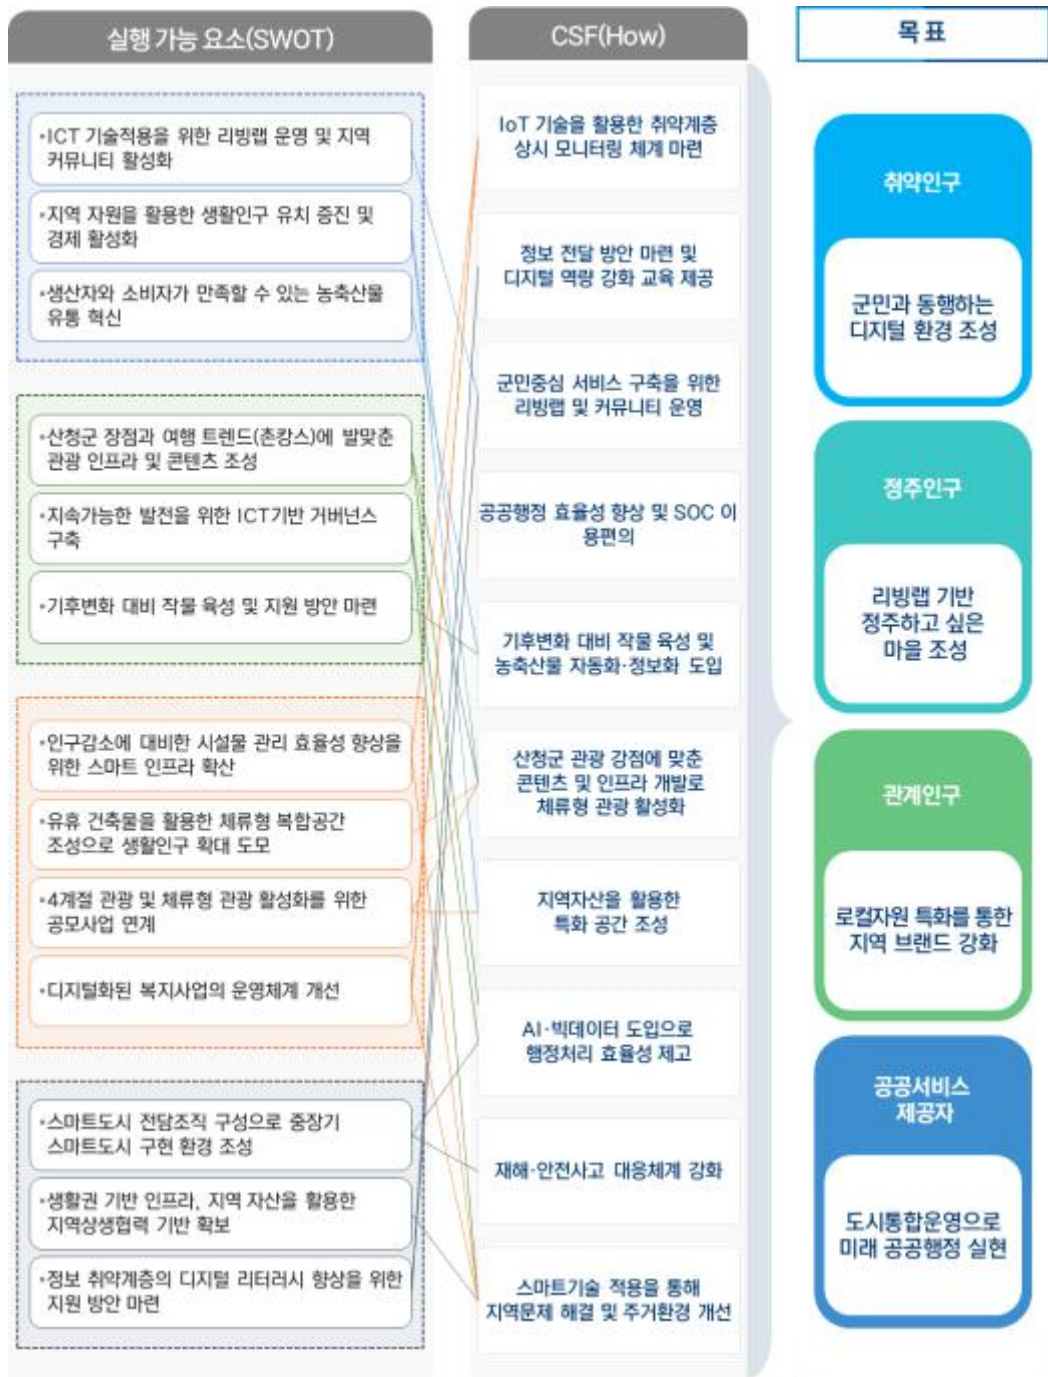 실행 가능 요소(SWOT)
•ICT 기술적용을 위한 리빙랩 운영 및 지역
커뮤니티 활성화
•지역 자원을 활용한 생활인구 유치 증진 및
경제 활성화
•생산자와 소비자가 만족할 수 있는 농축산물
유통 혁신
•산청군 장점과 여행 트렌드(촌캉스)에 발맞춘
관광 인프라 및 콘텐츠 조성
•지속가능한 발전을 위한 ICT기반 거버넌스
구축
•기후변화 대비 작물 육성 및 지원 방안 마련
•인구감소에 대비한 시설물 관리 효율성 향상을
위한 스마트 인프라 확산
•유휴 건축물을 활용한 체류형 복합공간
조성으로 생활인구 확대 도모
•4계절 관광 및 체류형 관광 활성화를 위한
공모사업 연계
•디지털화된 복지사업의 운영체계 개선
•스마트도시 전담조직 구성으로 중장기
스마트도시 구현 환경 조성
•생활권 기반 인프라, 지역 자산을 활용한
지역상생협력 기반 확보
•정보 취약계층의 디지털 리터러시 향상을 위한
지원 방안 마련
CSF(How)
IoT 기술을 활용한 취약계층
상시 모니터링 체계 마련
정보 전달 방안 마련 및
디지털 역량 강화 교육 제공
군민중심 서비스 구축을 위한
리빙랩 및 커뮤니티 운영
공공행정 효율성 향상 및 SOC 이
용편의
기후변화 대비 작물 육성 및
농축산물 자동화·정보화 도입
산청군 관광 강점에 맞춘
콘텐츠 및 인프라 개발로
체류형 관광 활성화
지역자산을 활용한
특화 공간 조성
AI·빅데이터 도입으로
행정처리 효율성 제고
재해·안전사고 대응체계 강화
스마트기술 적용을 통해
지역문제 해결 및 주거환경 개선
목표
취약인구
군민과 동행하는
디지털 환경 조성
정주인구
리빙랩 기반
정주하고 싶은
마을 조성
관계인구
로컬자원 특화를 통한
지역 브랜드 강화
공공서비스
제공자
도시통합운영으로
미래 공공행정 실현